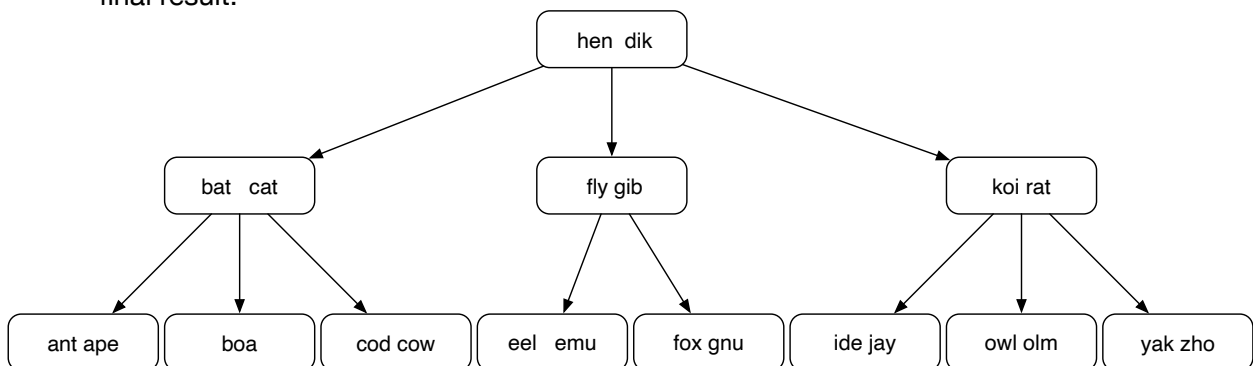 final result.
hen dik
bat cat
fly gib
koi rat
ant ape
boa
cod cow
eel emu
fox gnu
ide jay
owl olm
yak zho